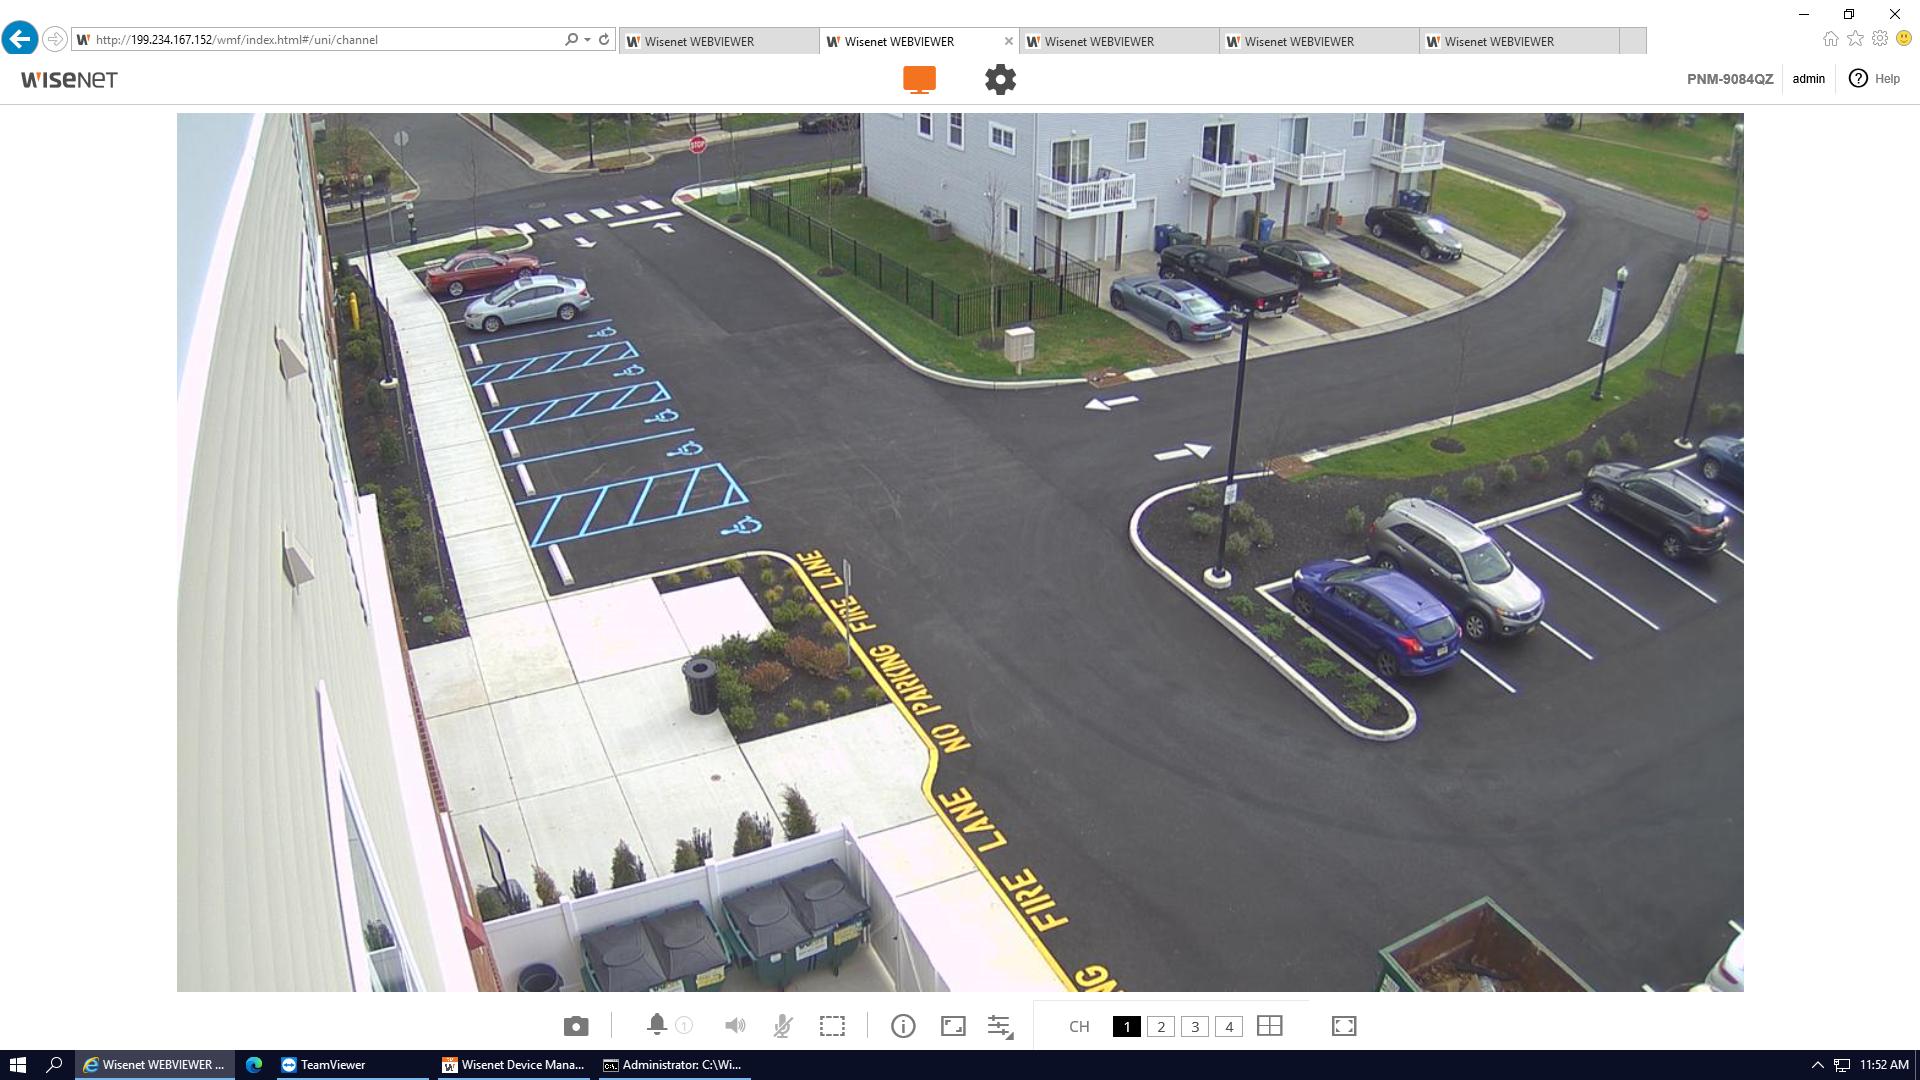 http://199.234.167.152/wmf/index.html#/uni/channel
Wisenet WEBVIEWER
Wisenet WEBVIEWER
Wisenet WEBVIEWER
Wisenet WEBVIEWER
Wisenet WEBVIEWER
WISENET
PNM-9084QZ
admin
Help
STOP
FIRE LANE
NO PARKING
FIRE LANE
NG
1
CH
1
2
3
4
Wisenet WEBVIEWER ...
TeamViewer
Wisenet Device Mana...
Administrator: C:\Wi...
11:52 AM